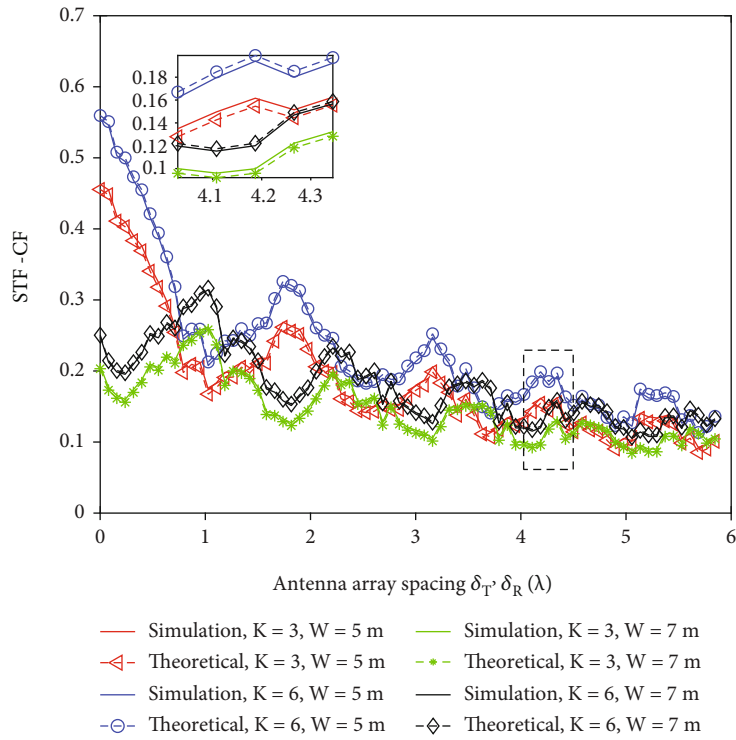 0.7
0.6
0.5
0.4
0.3
0.2
0.1
0
STF -CF
0.18
0.16
0.14
0.12
0.1
4.1 4.2 4.3
0 1 2 3 4 5 6
Antenna array spacing δT, δR (λ)
Simulation, K = 3, W = 5 m
Theoretical, K = 3, W = 5 m
Simulation, K = 6, W = 5 m
Theoretical, K = 6, W = 5 m
Simulation, K = 3, W = 7 m
Theoretical, K = 3, W = 7 m
Simulation, K = 6, W = 7 m
Theoretical, K = 6, W = 7 m